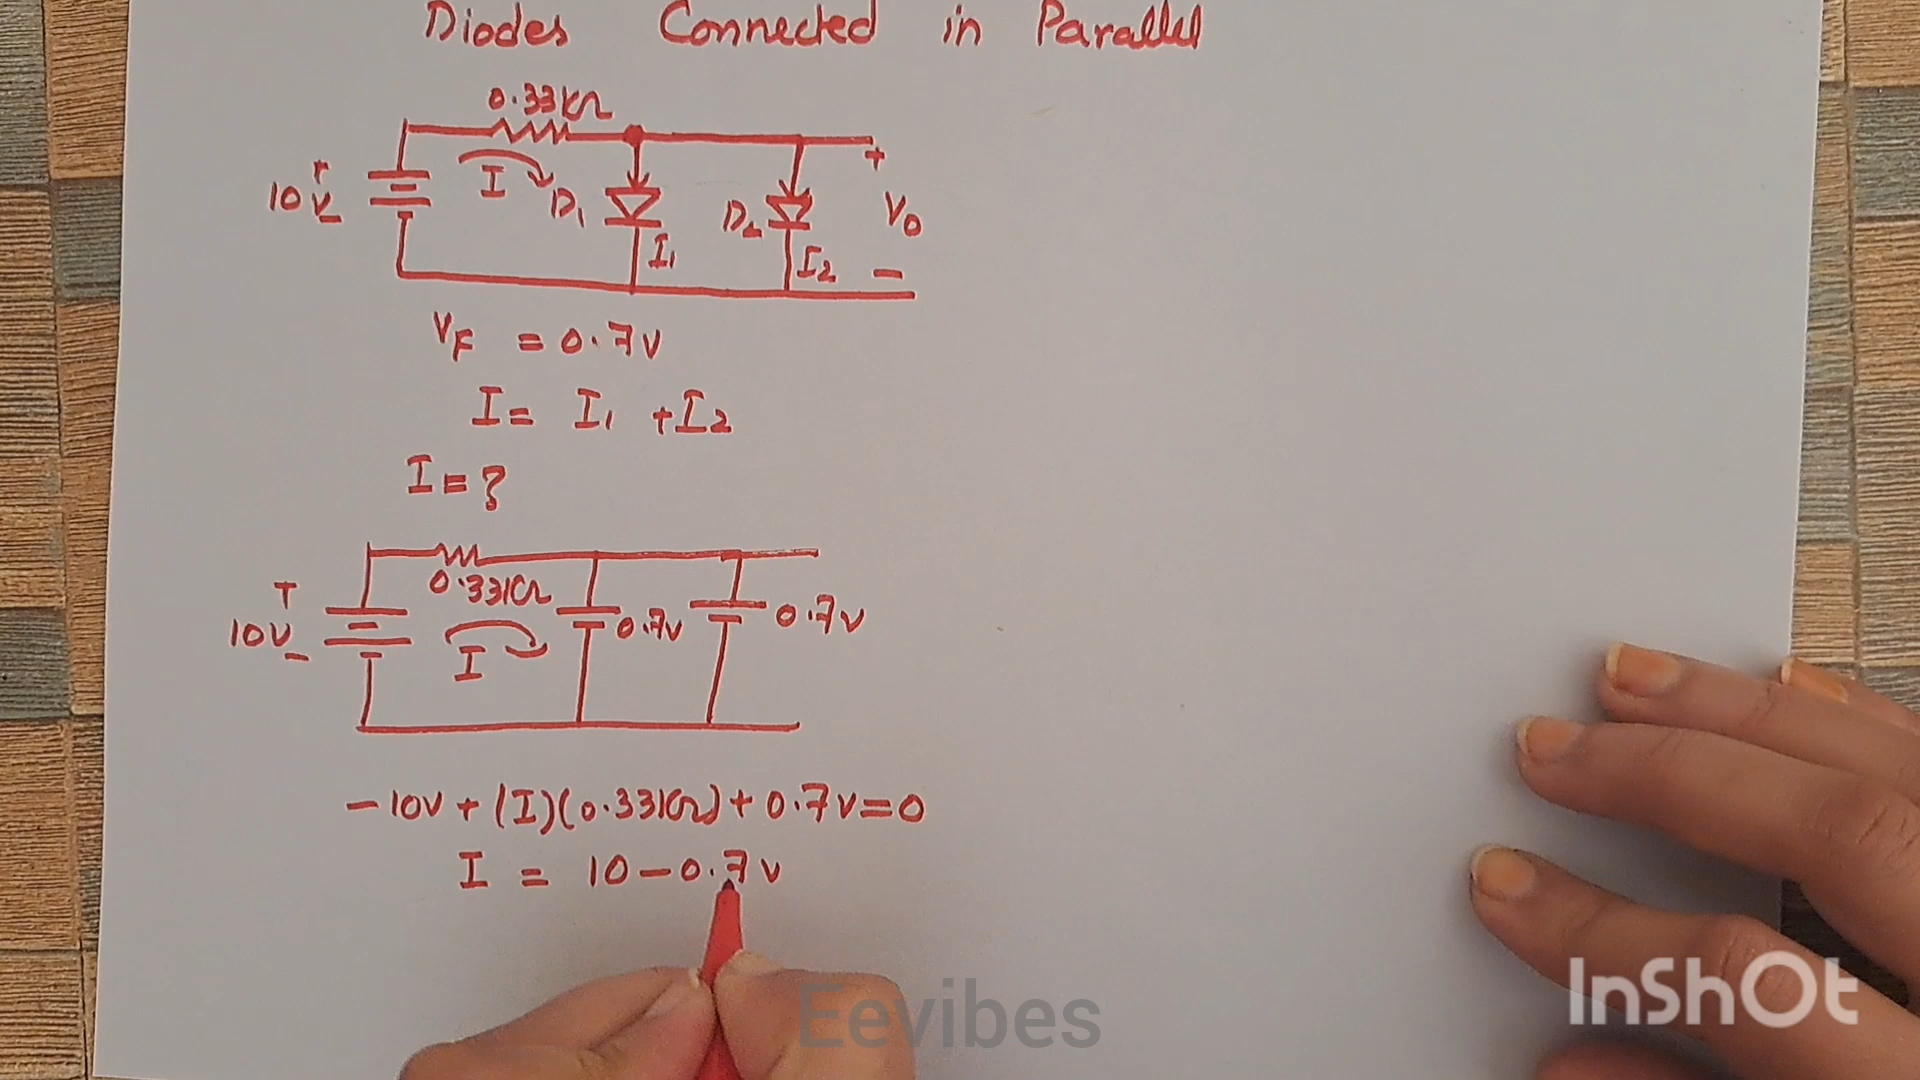 Diodes Connected in Parallel
0.33KΩ
+
10V
-
I
D1
I1
D2
I2
+
V0
-
VF = 0.7V
I = I1 + I2
I = ?
0.33KΩ
+
10V
-
I
0.7V
0.7V
-10V + (I)(0.33KΩ) + 0.7V = 0
I = 10 - 0.7V
Eevibes
InShOt